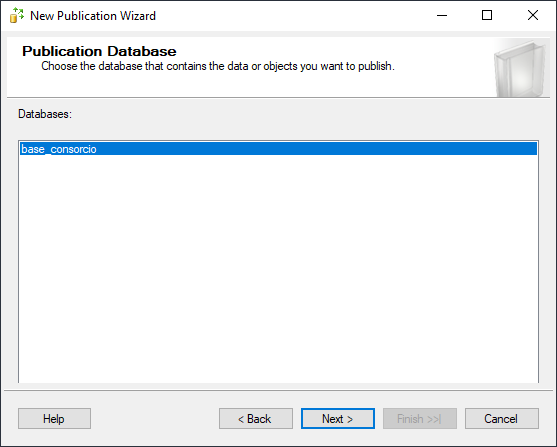 New Publication Wizard
Publication Database
Choose the database that contains the data or objects you want to publish.
Databases:
base_consorcio
Help
< Back
Next >
Finish >>|
Cancel